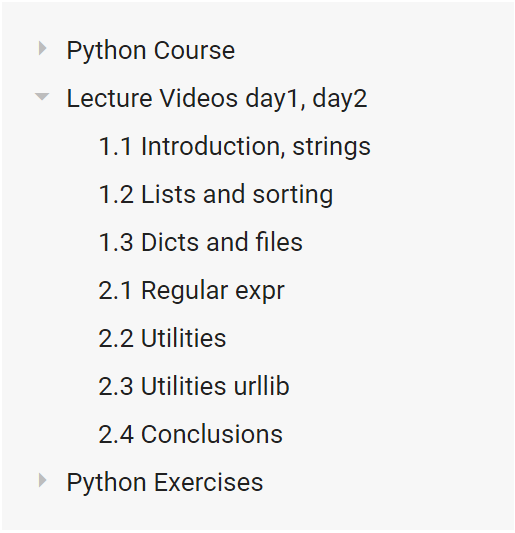 Python Course
Lecture Videos day1, day2
1.1 Introduction, strings
1.2 Lists and sorting
1.3 Dicts and files
2.1 Regular expr
2.2 Utilities
2.3 Utilities urllib
2.4 Conclusions
Python Exercises